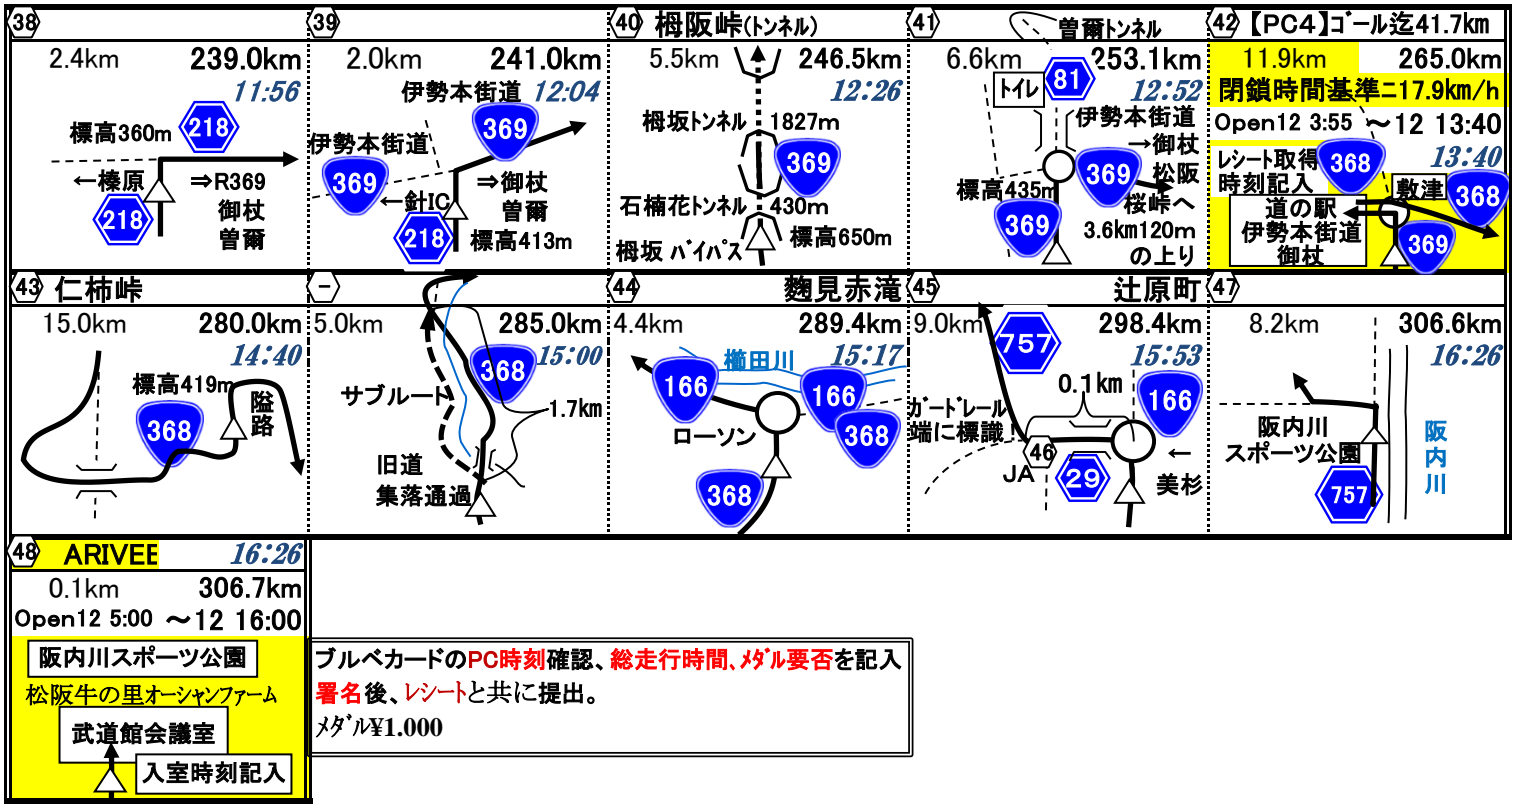 38
2.4km 239.0km
11:56
標高360m 218
←榛原 ⇒R369
218 御杖
曽爾
39
2.0km 241.0km
伊勢本街道 12:04
369
伊勢本街道
369 ⇒御杖
←針IC 曽爾
218 標高413m
40 栂阪峠(トンネル)
5.5km 246.5km
12:26
栂坂トンネル 1827m
369
石楠花トンネル 430m
栂坂 バイパス 標高650m
41 曽爾トンネル
6.6km 253.1km
トイレ 81 12:52
伊勢本街道
→御杖
369 松阪
標高435m 桜峠へ
369 3.6km120m
の上り
42 【PC4】ゴール迄41.7km
11.9km 265.0km
閉鎖時間基準ニ17.9km/h
Open12 3:55 ~12 13:40
レシート取得 368 13:40
時刻記入 敷津 368
道の駅
伊勢本街道 369
御杖
43 仁柿峠
15.0km 280.0km
14:40
標高419m
隘路
368
-
5.0km 285.0km
368 15:00
サブルート
1.7km
旧道
集落通過
44 麹見赤滝
4.4km 289.4km
櫛田川 15:17
166 166
ローソン 368
368
45 辻原町
9.0km 298.4km
757 15:53
0.1km
166
ガードレール
端に標識!
46
JA 29 ←
美杉
47
8.2km 306.6km
16:26
阪内川
スポーツ公園
阪内川
757
48 ARIVEE 16:26
0.1km 306.7km
Open12 5:00 ~12 16:00
阪内川スポーツ公園
松阪牛の里オーシャンファーム
武道館会議室
入室時刻記入
ブルベカードのPC時刻確認、総走行時間、メダル要否を記入
署名後、レシートと共に提出。
メダル¥1.000